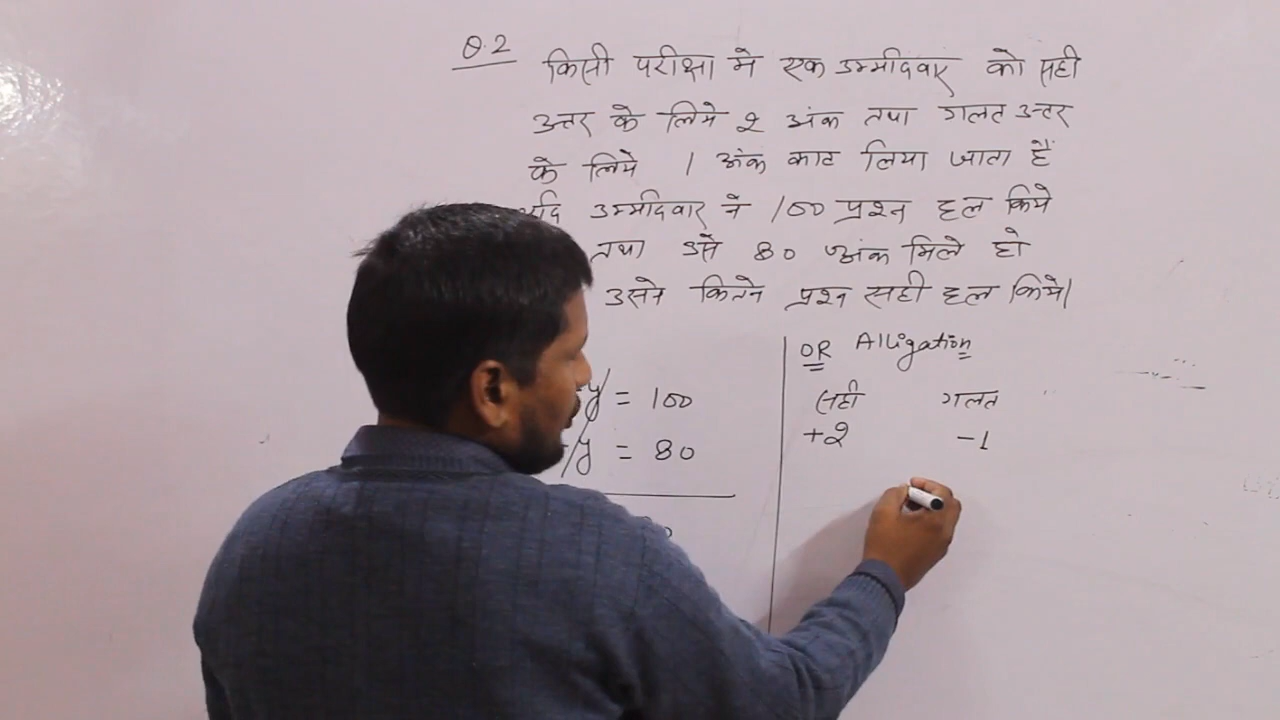 Q.2
किसी परीक्षा मे एक उम्मीदवार को सही
उत्तर के लिये 2 अंक तथा गलत उत्तर
के लिये 1 अंक काट लिया जाता है
यदि उम्मीदवार ने 100 प्रश्न हल किये
तथा उसे 80 अंक मिले हो
उसने कितने प्रश्न सही हल किये।
y = 100
y = 80
OR Alligation
सही गलत
+2 -1